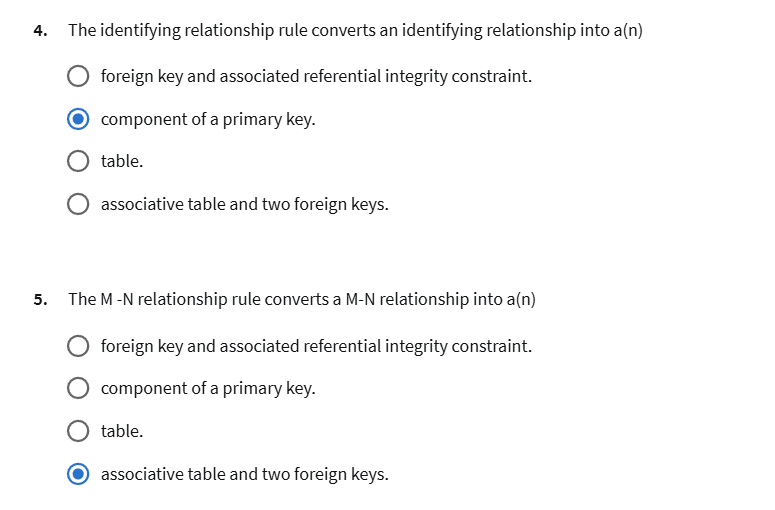 4. The identifying relationship rule converts an identifying relationship into a(n)
foreign key and associated referential integrity constraint.
component of a primary key.
table.
associative table and two foreign keys.
5. The M -N relationship rule converts a M-N relationship into a(n)
foreign key and associated referential integrity constraint.
component of a primary key.
table.
associative table and two foreign keys.